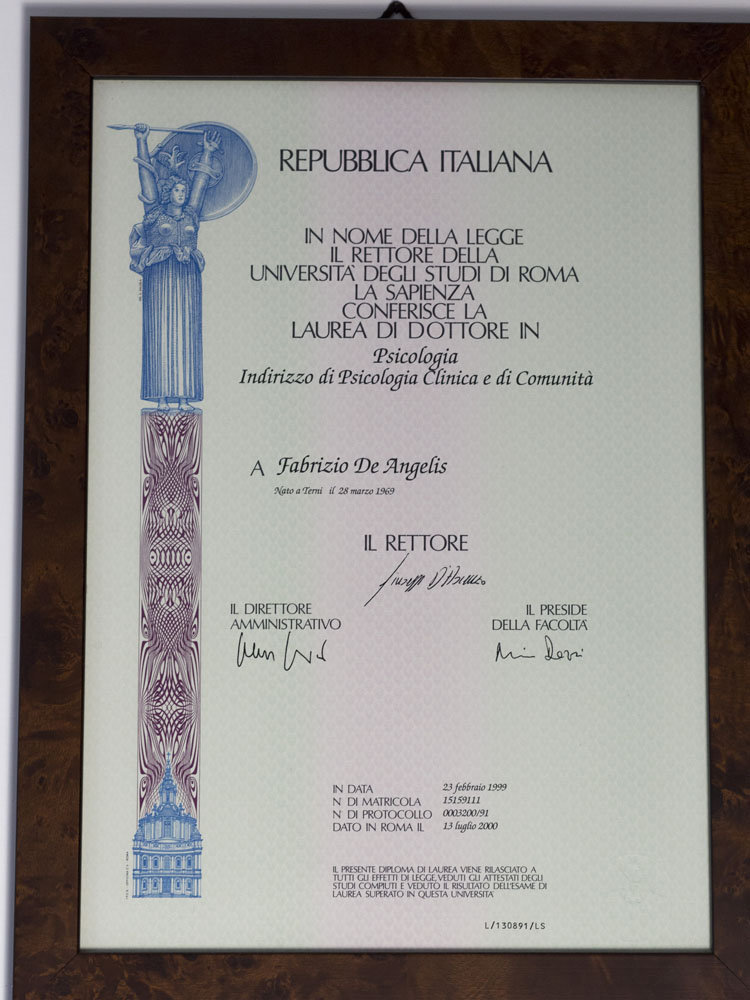 REPUBBLICA ITALIANA
IN NOME DELLA LEGGE
IL RETTORE DELLA
UNIVERSITA' DEGLI STUDI DI ROMA
LA SAPIENZA
CONFERISCE LA
LAUREA DI DOTTORE IN
Psicologia
Indirizzo di Psicologia Clinica e di Comunità
A Fabrizio De Angelis
Nato a Terni il 28 marzo 1969
IL RETTORE
IL DIRETTORE
AMMINISTRATIVO
IL PRESIDE
DELLA FACOLTA'
IN DATA 23 febbraio 1999
N DI MATRICOLA 15159111
N DI PROTOCOLLO 0003200/91
DATO IN ROMA IL 13 luglio 2000
IL PRESENTE DIPLOMA DI LAUREA VIENE RILASCIATO A
TUTTI GLI EFFETTI DI LEGGE, VEDUTI GLI ATTESTATI DEGLI
STUDI COMPIUTI E VEDUTO IL RISULTATO DELL'ESAME DI
LAUREA SUPERATO IN QUESTA UNIVERSITA'
L/130891/LS